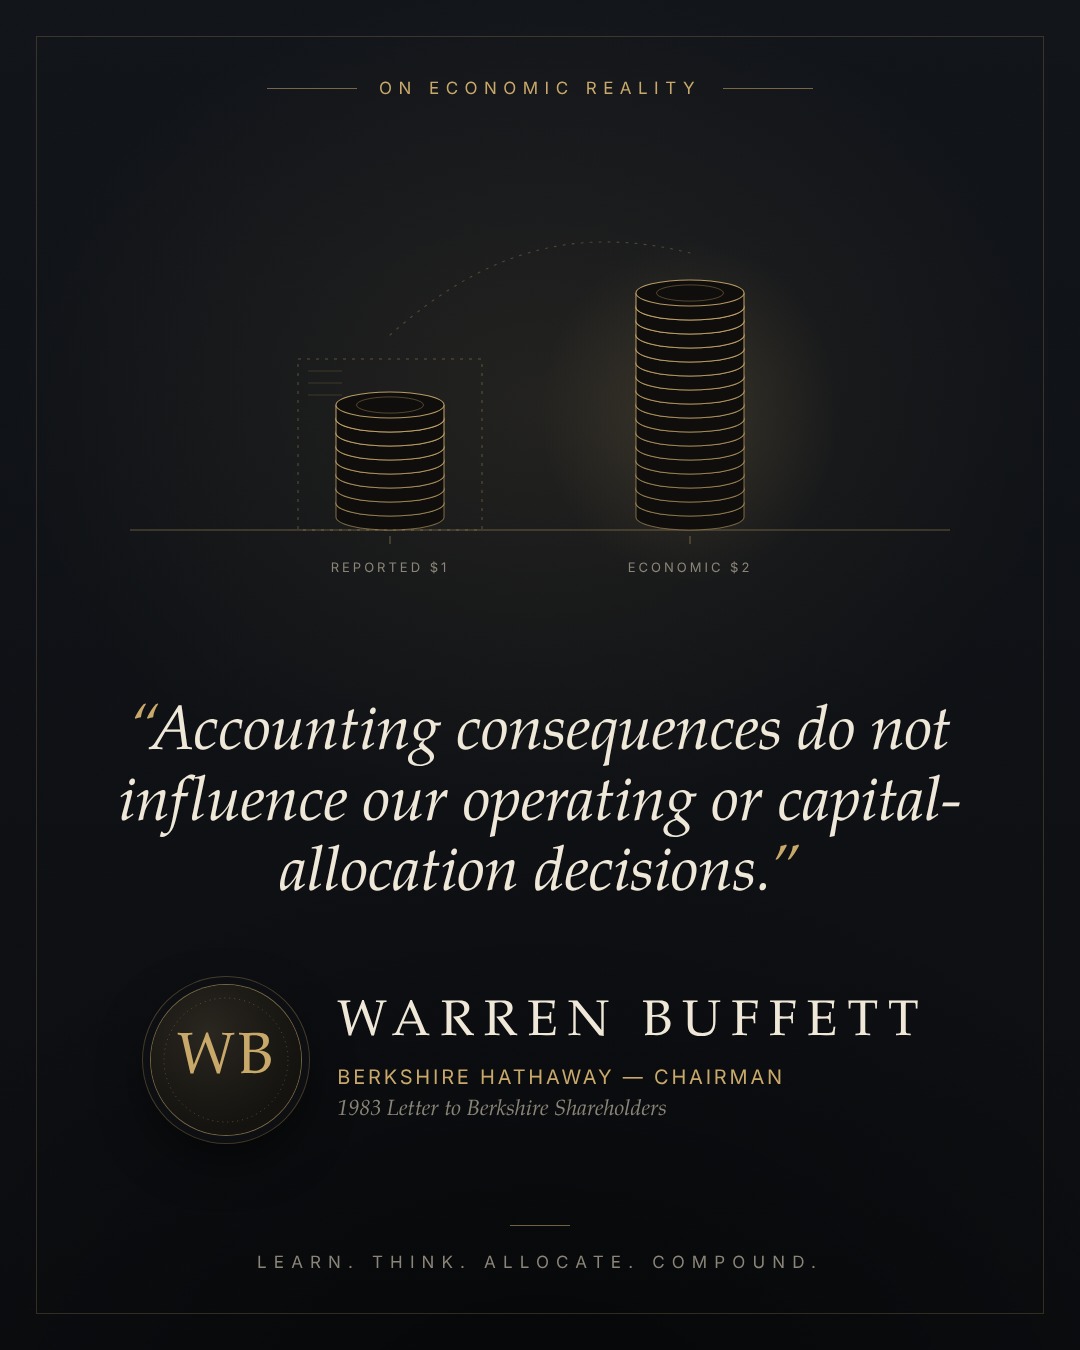 ON ECONOMIC REALITY
REPORTED $1
ECONOMIC $2
“Accounting consequences do not
influence our operating or capital-
allocation decisions.”
WB
WARREN BUFFETT
BERKSHIRE HATHAWAY — CHAIRMAN
1983 Letter to Berkshire Shareholders
LEARN. THINK. ALLOCATE. COMPOUND.